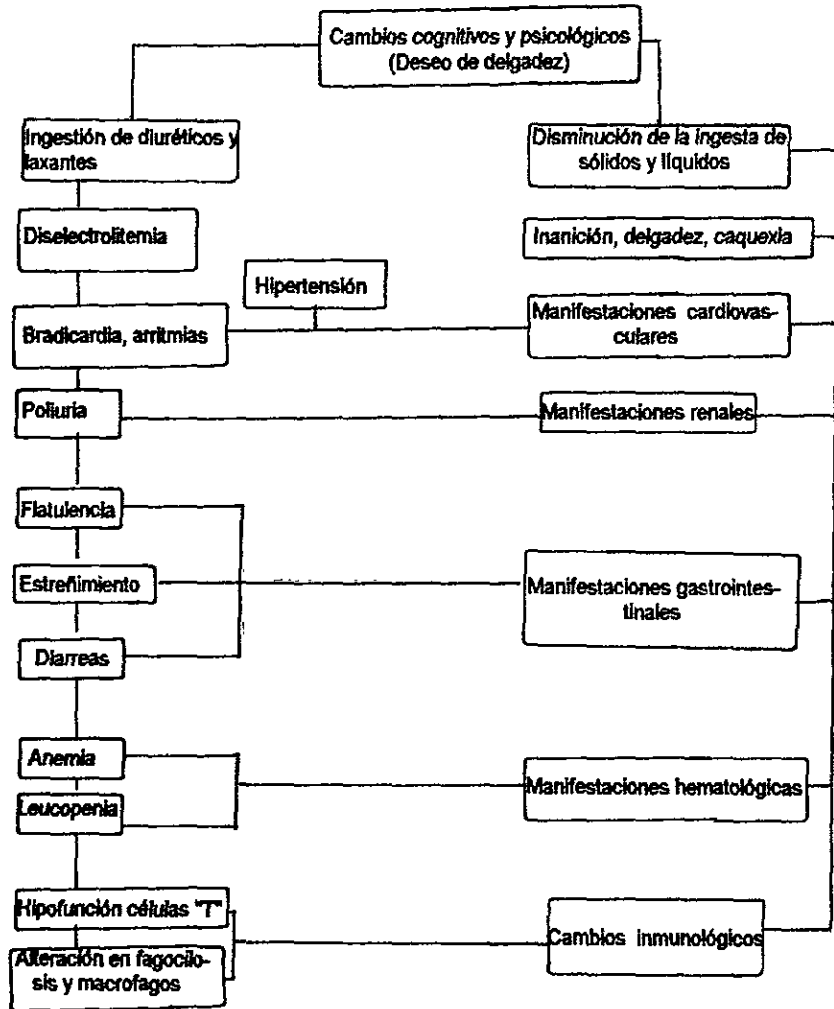 Cambios cognitivos y psicológicos
(Deseo de delgadez)
Ingestión de diuréticos y
laxantes
Disminución de la ingesta de
sólidos y líquidos
Diselectrolitemia
Inanición, delgadez, caquexia
Hipertensión
Bradicardia, arritmias
Manifestaciones cardiovas-
culares
Poliuria
Manifestaciones renales
Flatulencia
Estreñimiento
Manifestaciones gastrointes-
tinales
Diarreas
Anemia
Manifestaciones hematológicas
Leucopenia
Hipofunción células "T"
Cambios inmunológicos
Alteración en fagocito-
sis y macrofagos